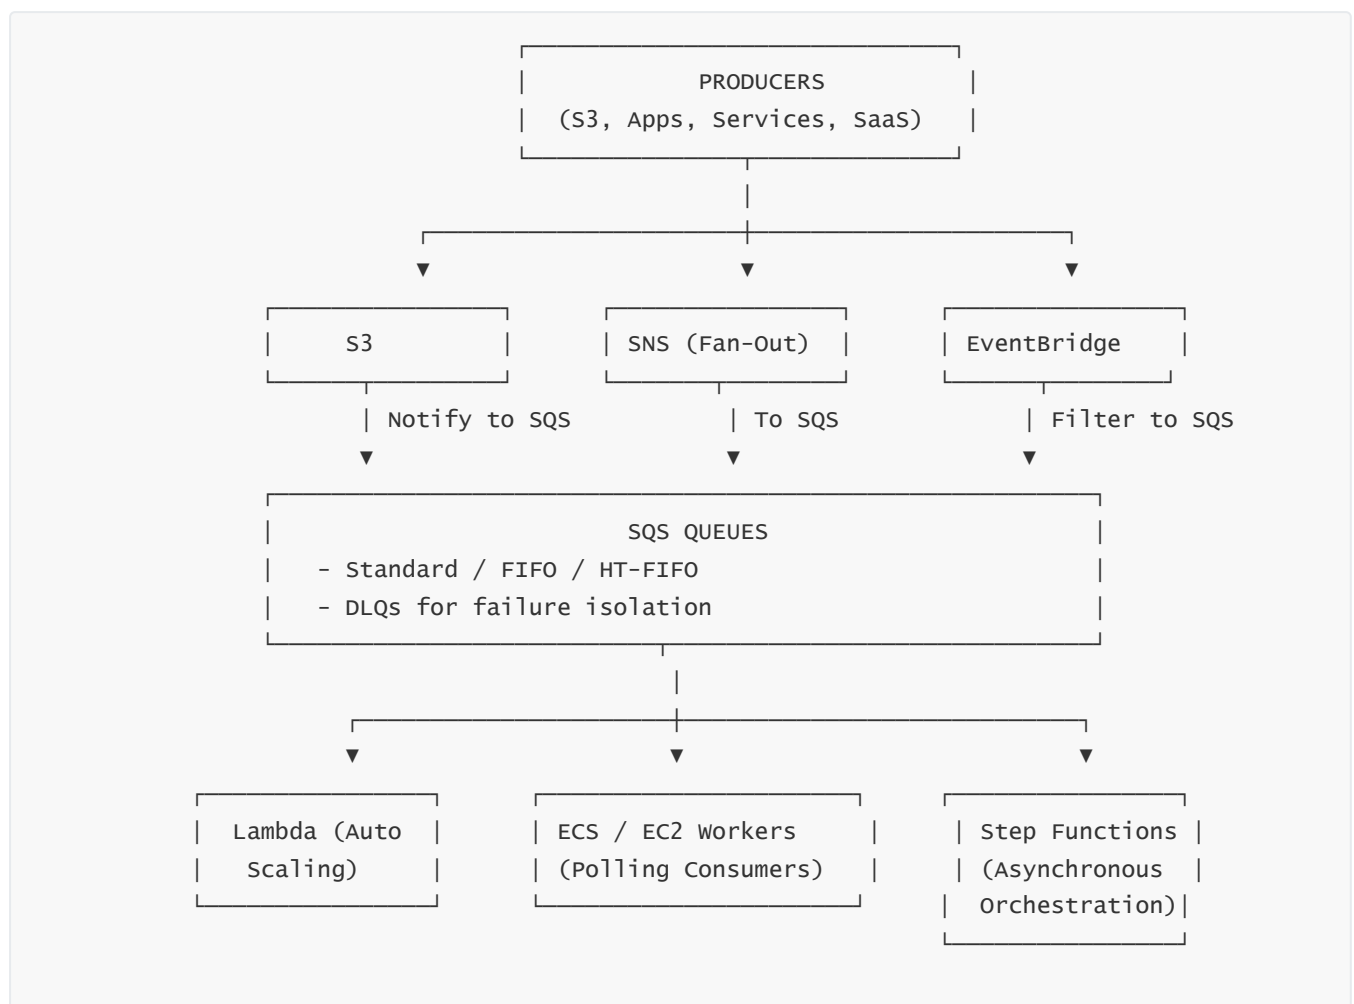 PRODUCERS
(S3, Apps, Services, SaaS)
S3 SNS (Fan-Out) EventBridge
Notify to SQS To SQS Filter to SQS
SQS QUEUES
- Standard / FIFO / HT-FIFO
- DLQs for failure isolation
Lambda (Auto ECS / EC2 Workers Step Functions
Scaling) (Polling Consumers) (Asynchronous
Orchestration)